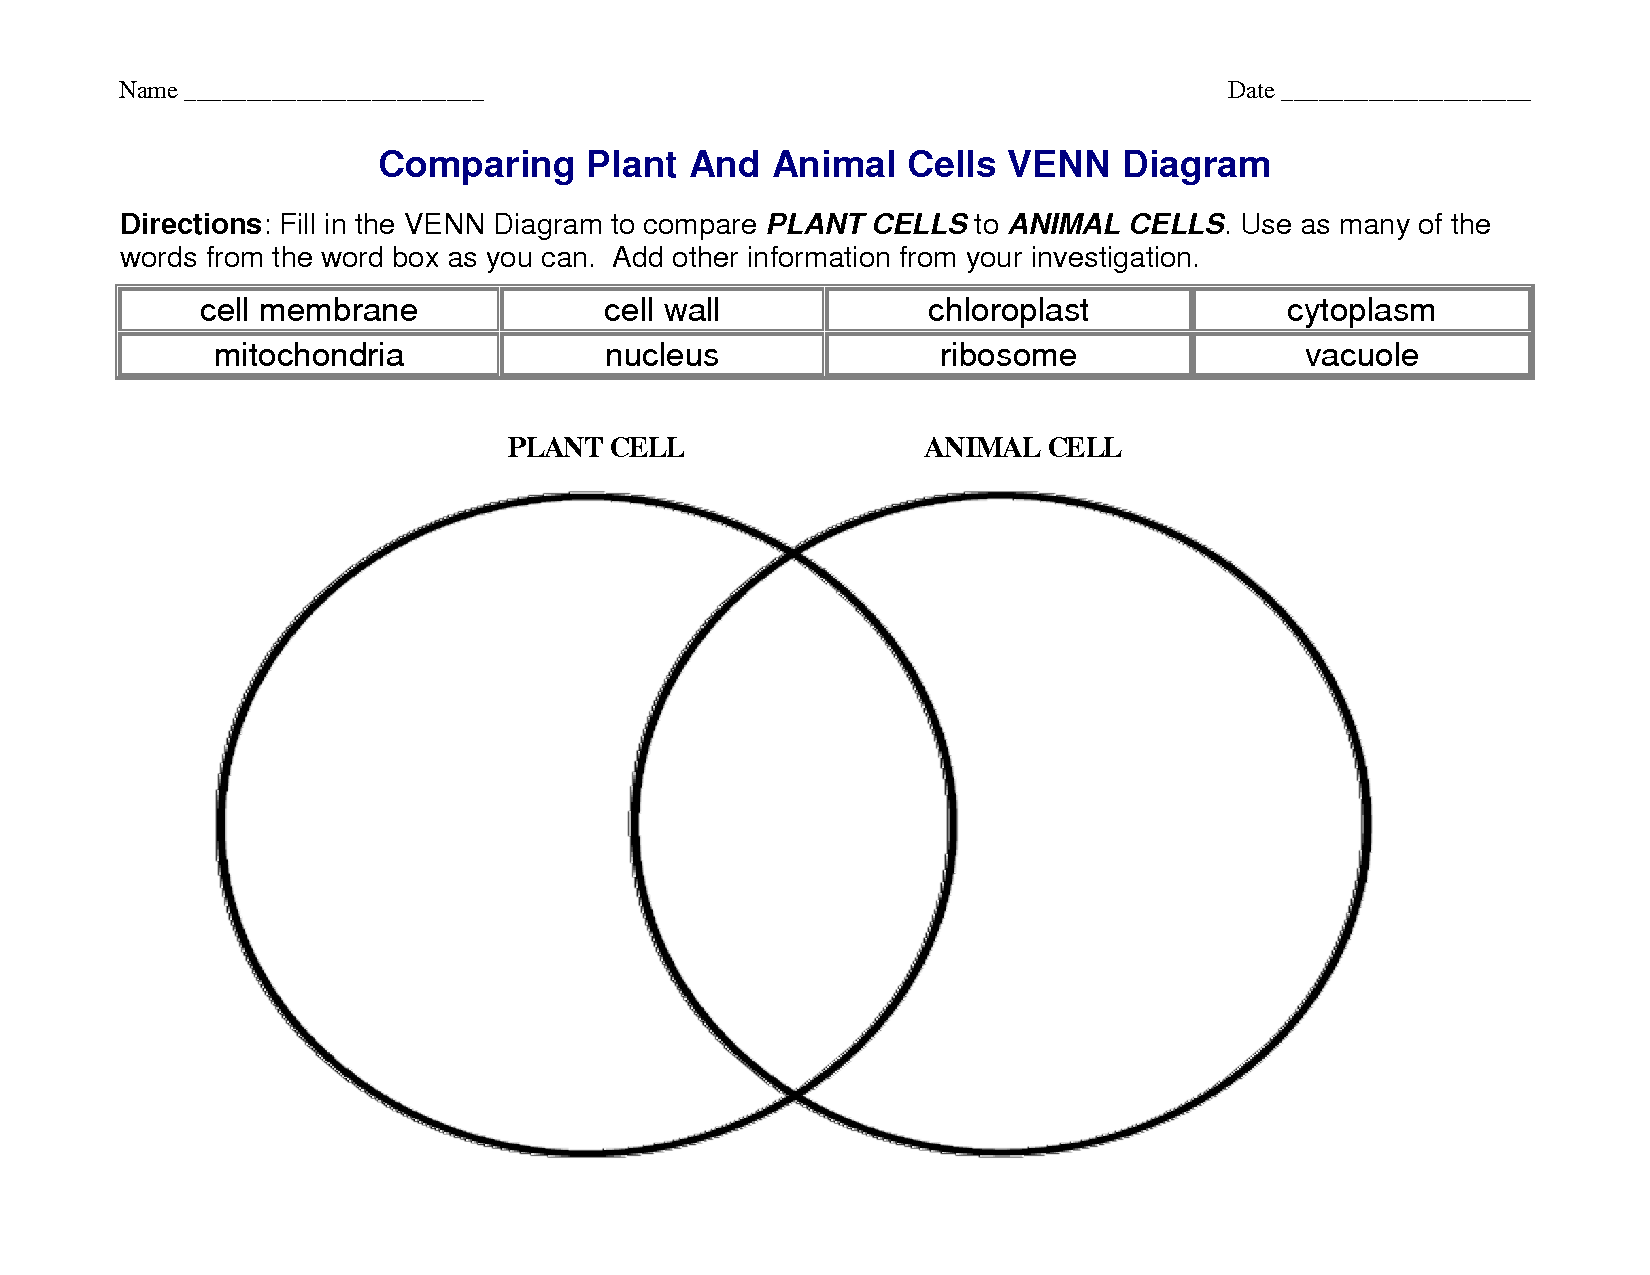 Name ________________________ Date ____________________
Comparing Plant And Animal Cells VENN Diagram
Directions: Fill in the VENN Diagram to compare PLANT CELLS to ANIMAL CELLS. Use as many of the
words from the word box as you can. Add other information from your investigation.
cell membrane cell wall chloroplast cytoplasm
mitochondria nucleus ribosome vacuole
PLANT CELL ANIMAL CELL